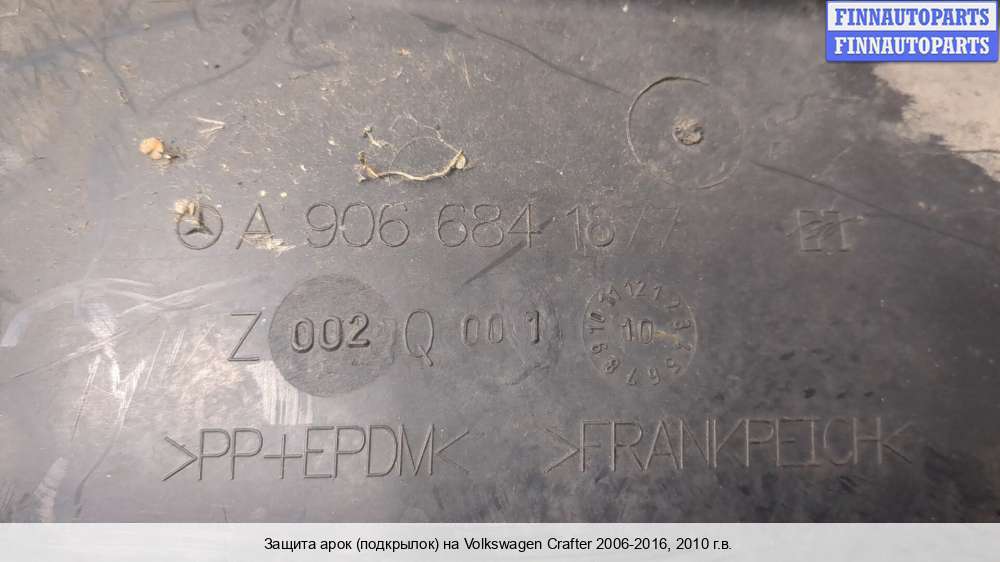 FINNAUTOPARTS
FINNAUTOPARTS
A 906 684 1877
Z 002 Q 00 1
10
>PP+EPDM<
>FRANKREICH<
Защита арок (подкрылок) на Volkswagen Crafter 2006-2016, 2010 г.в.